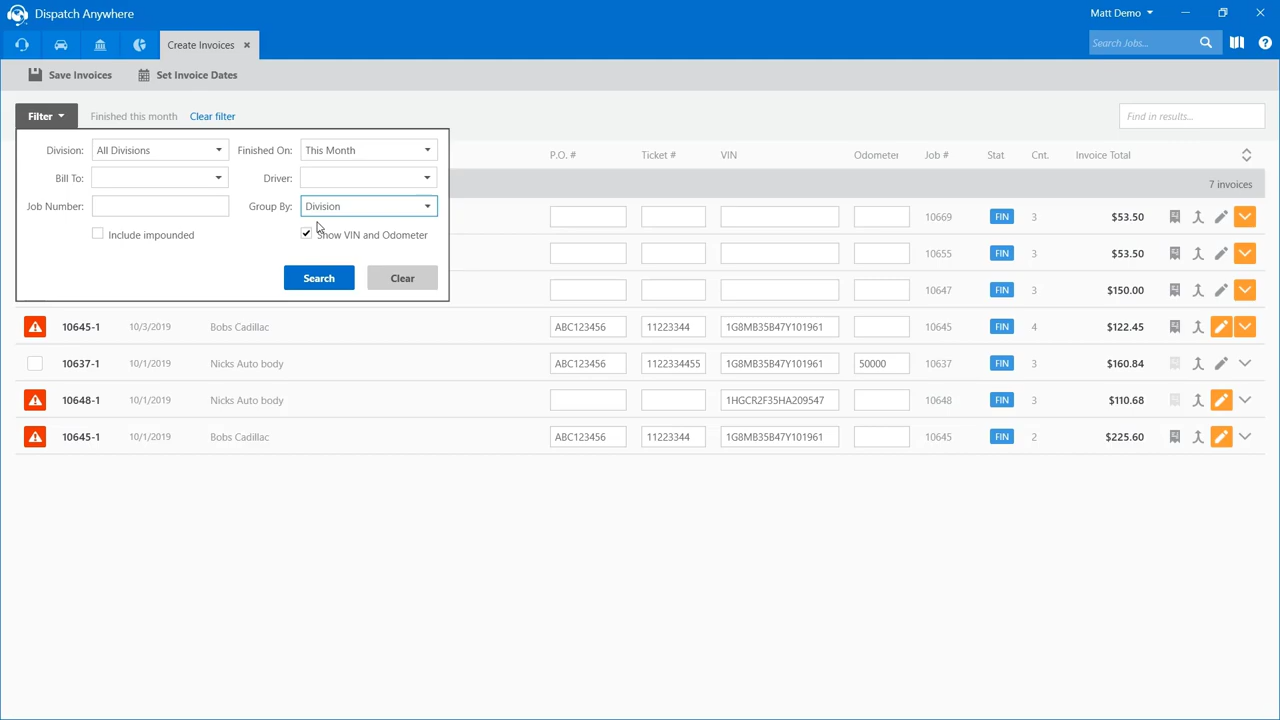 Dispatch Anywhere
Matt Demo
Create Invoices ×
Search Jobs...
Save Invoices Set Invoice Dates
Filter Finished this month Clear filter Find in results...
Division: All Divisions Finished On: This Month
P.O. # Ticket # VIN Odometer Job # Stat Cnt. Invoice Total
Bill To: Driver:
7 invoices
Job Number: Group By: Division
10669 FIN 3 $53.50
Include impounded Show VIN and Odometer
10655 FIN 3 $53.50
Search Clear
10647 FIN 3 $150.00
10645-1 10/3/2019 Bobs Cadillac ABC123456 11223344 1G8MB35B47Y101961 10645 FIN 4 $122.45
10637-1 10/1/2019 Nicks Auto body ABC123456 1122334455 1G8MB35B47Y101961 50000 10637 FIN 3 $160.84
10648-1 10/1/2019 Nicks Auto body 1HGCR2F35HA209547 10648 FIN 3 $110.68
10645-1 10/1/2019 Bobs Cadillac ABC123456 11223344 1G8MB35B47Y101961 10645 FIN 2 $225.60